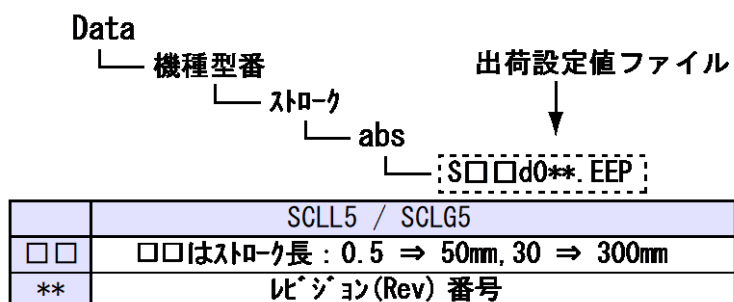 Data
機種型番
出荷設定値ファイル
ｽﾄﾛｰｸ
abs
S□□d0**.EEP
SCLL5 / SCLG5
□□ □□はｽﾄﾛｰｸ長：0.5 ⇒ 50mm,30 ⇒ 300mm
** ﾚﾋﾞｼﾞｮﾝ(Rev) 番号